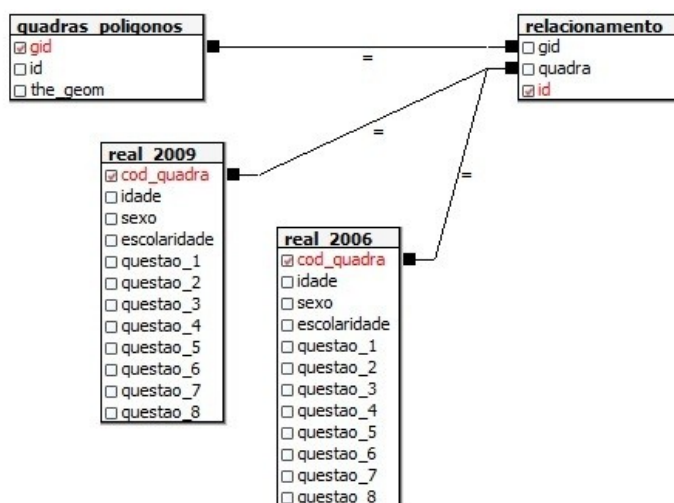 quadras_poligonos
gid
id
the_geom
relacionamento
gid
quadra
id
=
=
=
real_2009
cod_quadra
idade
sexo
escolaridade
questao_1
questao_2
questao_3
questao_4
questao_5
questao_6
questao_7
questao_8
real_2006
cod_quadra
idade
sexo
escolaridade
questao_1
questao_2
questao_3
questao_4
questao_5
questao_6
questao_7
questao_8